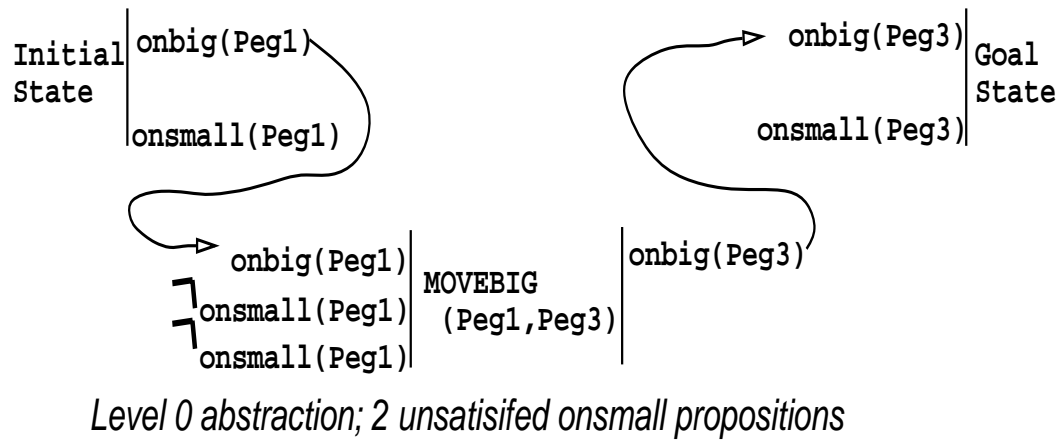 Initial
State
onbig(Peg1)
onsmall(Peg1)
onbig(Peg3)
onsmall(Peg3)
Goal
State
onbig(Peg1)
¬onsmall(Peg1)
¬onsmall(Peg1)
MOVEBIG
(Peg1,Peg3)
onbig(Peg3)
Level 0 abstraction; 2 unsatisifed onsmall propositions